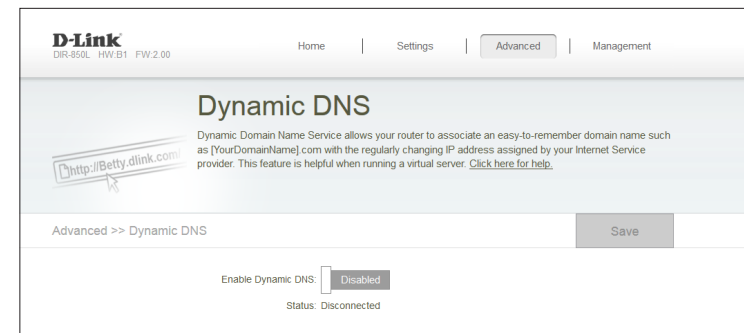 D-Link
DIR-850L HW:B1 FW:2.00
Home | Settings | Advanced | Management
Dynamic DNS
Dynamic Domain Name Service allows your router to associate an easy-to-remember domain name such
as [YourDomainName].com with the regularly changing IP address assigned by your Internet Service
provider. This feature is helpful when running a virtual server. Click here for help.
http://Betty.dlink.com/
Advanced >> Dynamic DNS
Save
Enable Dynamic DNS: Disabled
Status: Disconnected